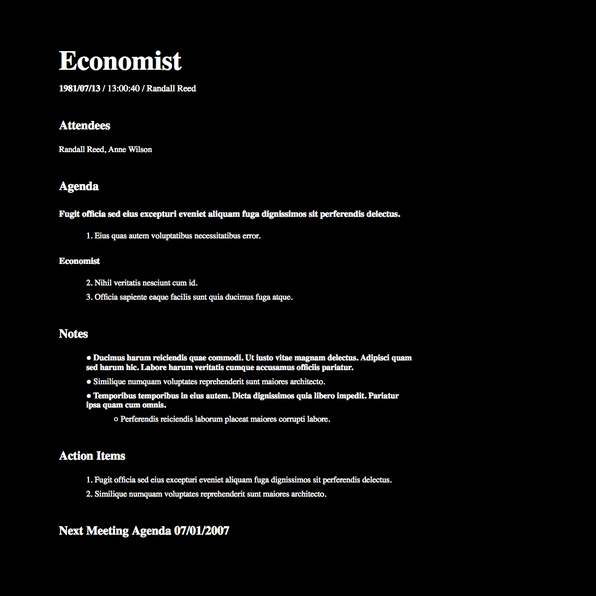 Economist
1981/07/13 / 13:00:40 / Randall Reed
Attendees
Randall Reed, Anne Wilson
Agenda
Fugit officia sed eius excepturi eveniet aliquam fuga dignissimos sit perferendis delectus.
1. Eius quas autem voluptatibus necessitatibus error.
Economist
2. Nihil veritatis nesciunt cum id.
3. Officia sapiente eaque facilis sunt quia ducimus fuga atque.
Notes
● Ducimus harum reiciendis quae commodi. Ut iusto vitae magnam delectus. Adipisci quam
sed harum hic. Labore harum veritatis cumque accusamus officiis pariatur.
● Similique numquam voluptates reprehenderit sunt maiores architecto.
● Temporibus temporibus in eius autem. Dicta dignissimos quia libero impedit. Pariatur
ipsa quam cum omnis.
○ Perferendis reiciendis laborum placeat maiores corrupti labore.
Action Items
1. Fugit officia sed eius excepturi eveniet aliquam fuga dignissimos sit perferendis delectus.
2. Similique numquam voluptates reprehenderit sunt maiores architecto.
Next Meeting Agenda 07/01/2007